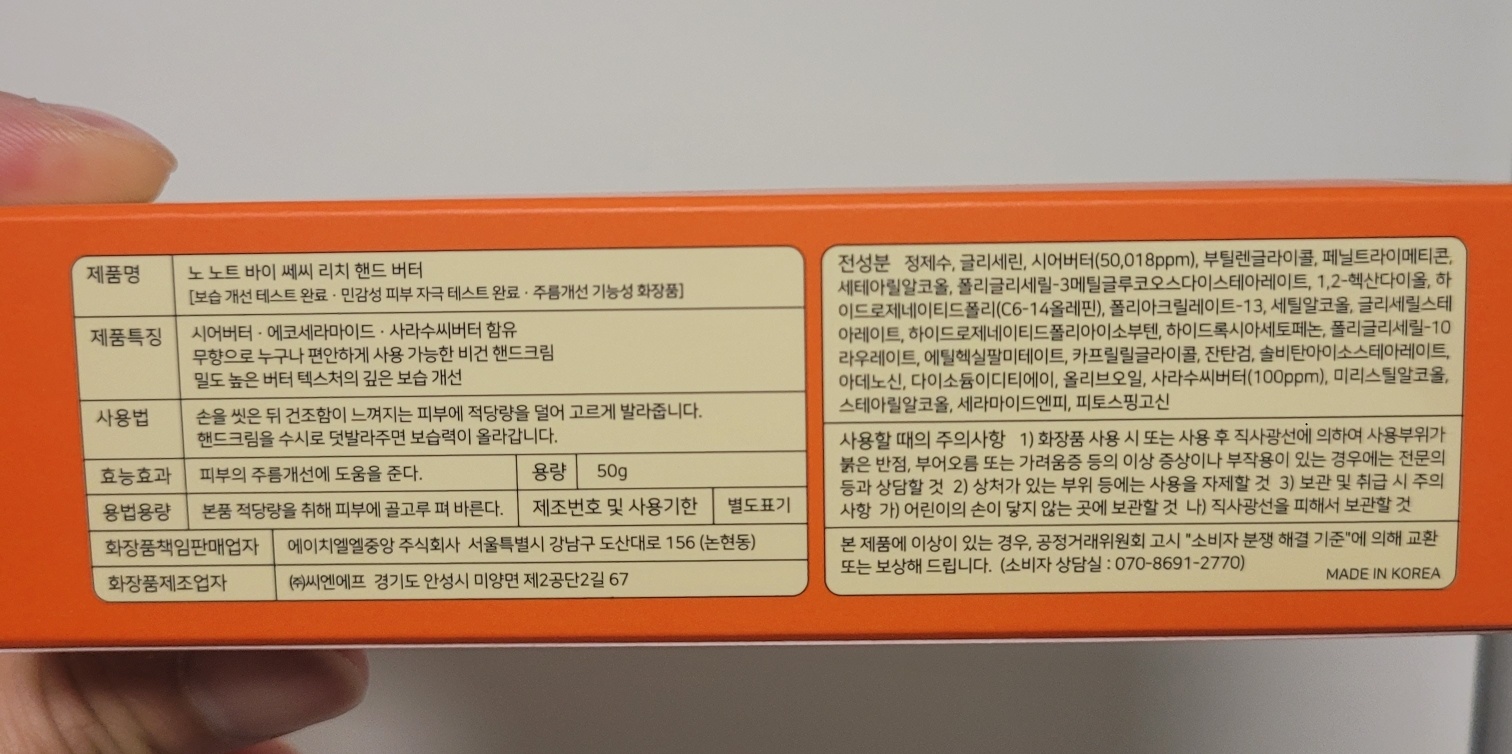 제품명 노 노트 바이 쎄씨 리치 핸드 버터
[보습 개선 테스트 완료 · 민감성 피부 자극 테스트 완료 · 주름개선 기능성 화장품]
제품특징 시어버터 · 에코세라마이드 · 사라수씨버터 함유
무향으로 누구나 편안하게 사용 가능한 비건 핸드크림
밀도 높은 버터 텍스처의 깊은 보습 개선
사용법 손을 씻은 뒤 건조함이 느껴지는 피부에 적당량을 덜어 고르게 발라줍니다.
핸드크림을 수시로 덧발라주면 보습력이 올라갑니다.
효능효과 피부의 주름개선에 도움을 준다. 용량 50g
용법용량 본품 적당량을 취해 피부에 골고루 펴 바른다. 제조번호 및 사용기한 별도표기
화장품책임판매업자 에이치엘엘중앙 주식회사 서울특별시 강남구 도산대로 156 (논현동)
화장품제조업자 ㈜씨엔에프 경기도 안성시 미양면 제2공단2길 67
전성분 정제수, 글리세린, 시어버터(50,018ppm), 부틸렌글라이콜, 페닐트라이메티콘,
세테아릴알코올, 폴리글리세릴-3메틸글루코오스다이스테아레이트, 1,2-헥산다이올, 하
이드로제네이티드폴리(C6-14올레핀), 폴리아크릴레이트-13, 세틸알코올, 글리세릴스테
아레이트, 하이드로제네이티드폴리아이소부텐, 하이드록시아세토페논, 폴리글리세릴-10
라우레이트, 에틸헥실팔미테이트, 카프릴릴글라이콜, 잔탄검, 솔비탄아이소스테아레이트,
아데노신, 다이소듐이디티에이, 올리브오일, 사라수씨버터(100ppm), 미리스틸알코올,
스테아릴알코올, 세라마이드엔피, 피토스핑고신
사용할 때의 주의사항 1) 화장품 사용 시 또는 사용 후 직사광선에 의하여 사용부위가
붉은 반점, 부어오름 또는 가려움증 등의 이상 증상이나 부작용이 있는 경우에는 전문의
등과 상담할 것 2) 상처가 있는 부위 등에는 사용을 자제할 것 3) 보관 및 취급 시 주의
사항 가) 어린이의 손이 닿지 않는 곳에 보관할 것 나) 직사광선을 피해서 보관할 것
본 제품에 이상이 있는 경우, 공정거래위원회 고시 "소비자 분쟁 해결 기준"에 의해 교환
또는 보상해 드립니다. (소비자 상담실 : 070-8691-2770)
MADE IN KOREA